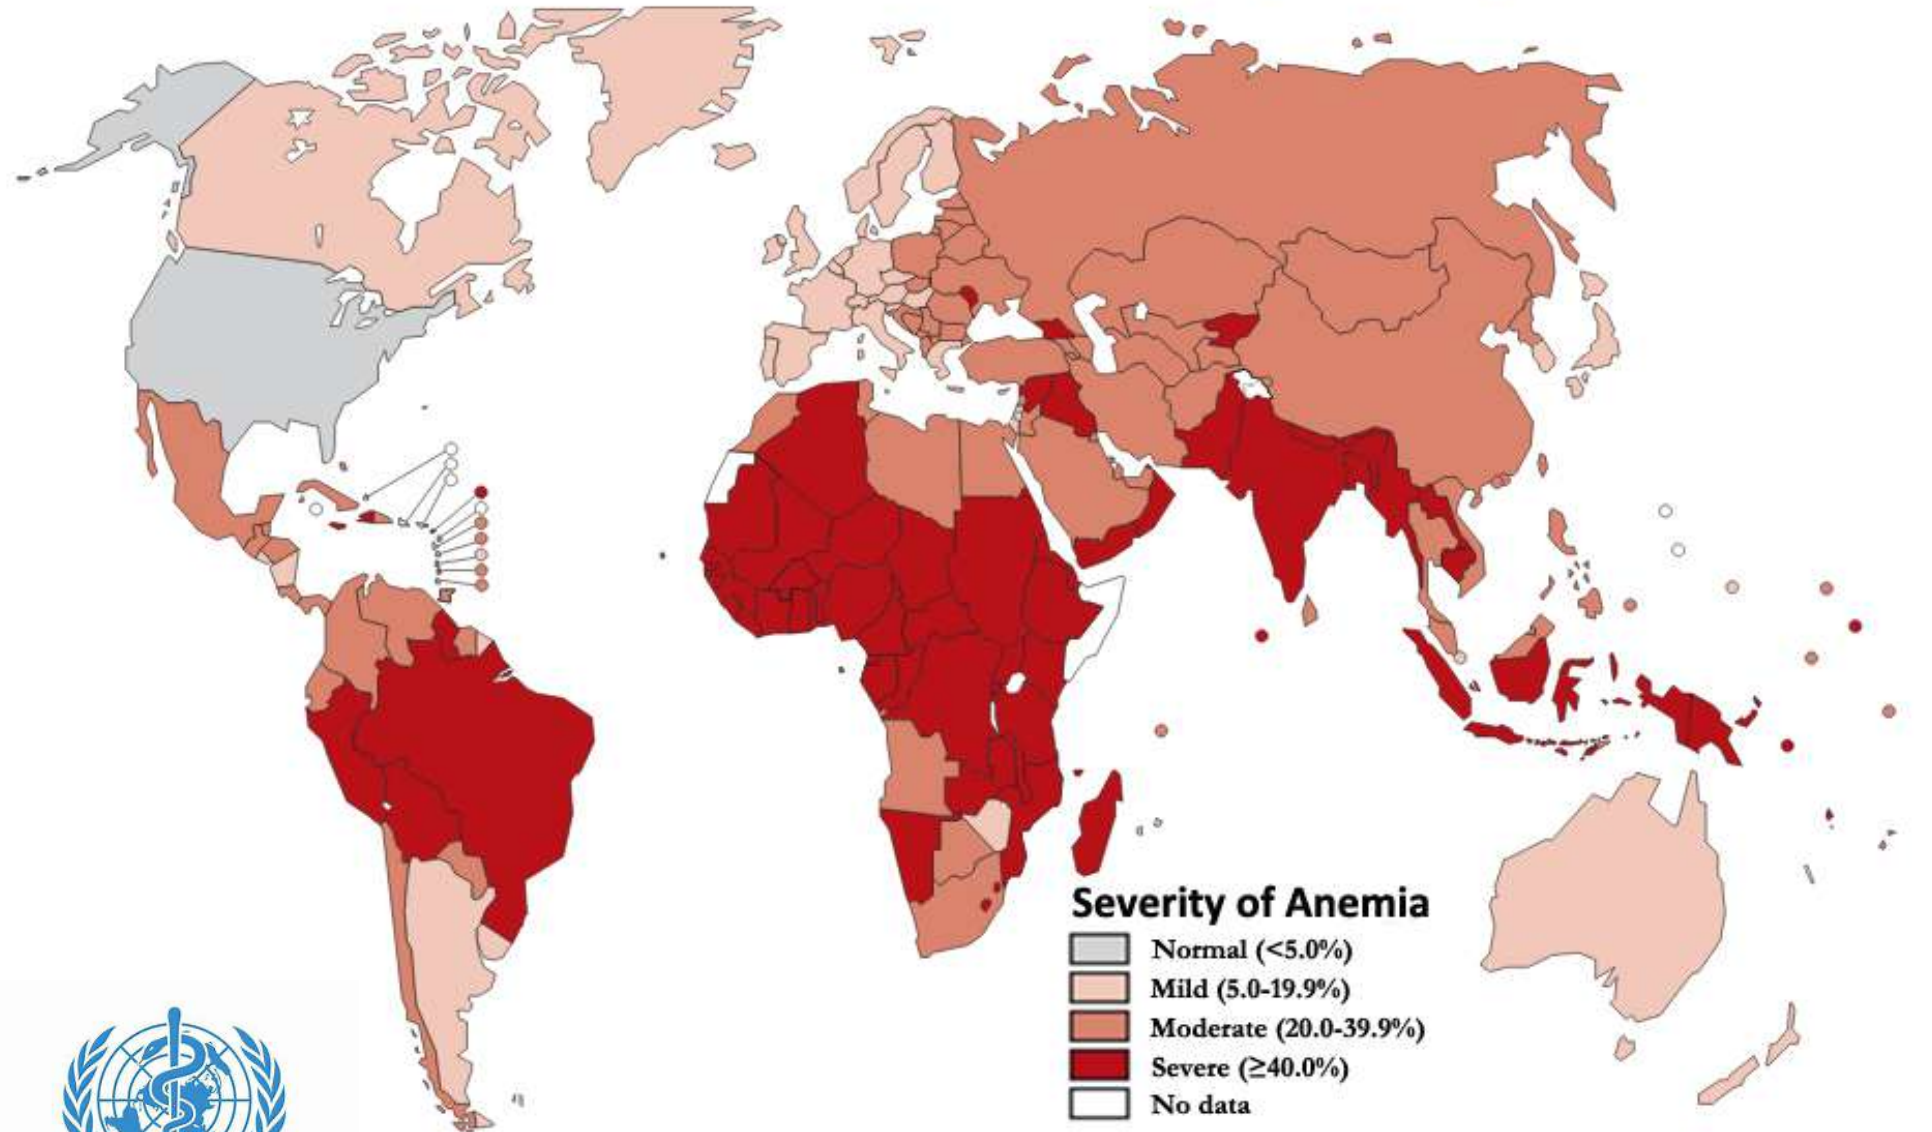 Severity of Anemia
Normal (<5.0%)
Mild (5.0-19.9%)
Moderate (20.0-39.9%)
Severe (≥40.0%)
No data